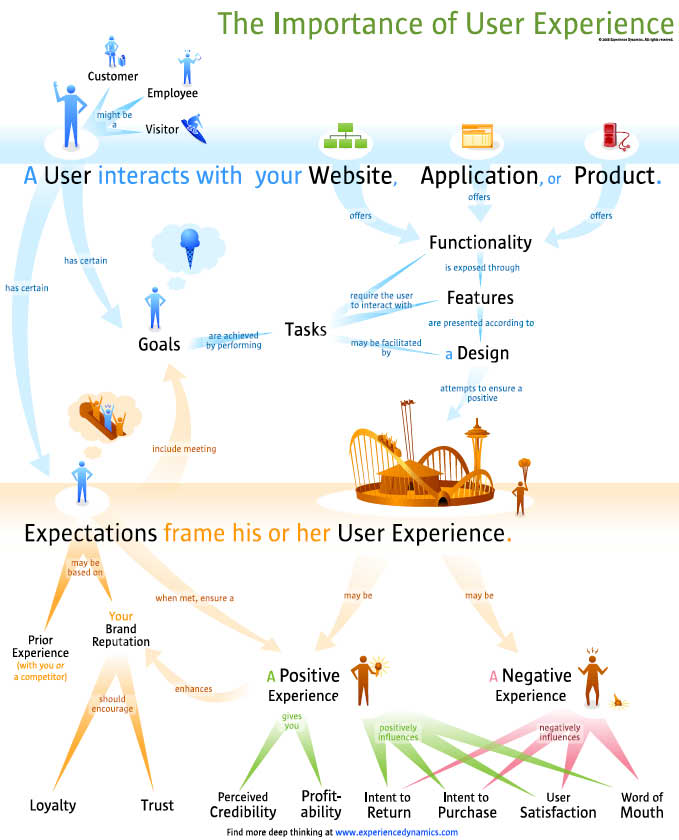 The Importance of User Experience
© 2008 Experience Dynamics. All rights reserved.
Customer
Employee
might be
a
Visitor
A User interacts with your Website, Application, or Product.
offers
offers
offers
Functionality
has certain
has certain
is exposed through
require the user
to interact with
Features
Goals
are achieved
by performing
Tasks
are presented according to
may be facilitated
by
a Design
attempts to ensure a
positive
include meeting
Expectations frame his or her User Experience.
may be
based on
when met, ensure a
may be
may be
Prior
Experience
(with you or
a competitor)
Your
Brand
Reputation
enhances
A Positive
Experience
A Negative
Experience
should
encourage
gives
you
positively
influences
negatively
influences
Loyalty
Trust
Perceived
Credibility
Profit-
ability
Intent to
Return
Intent to
Purchase
User
Satisfaction
Word of
Mouth
Find more deep thinking at www.experiencedynamics.com